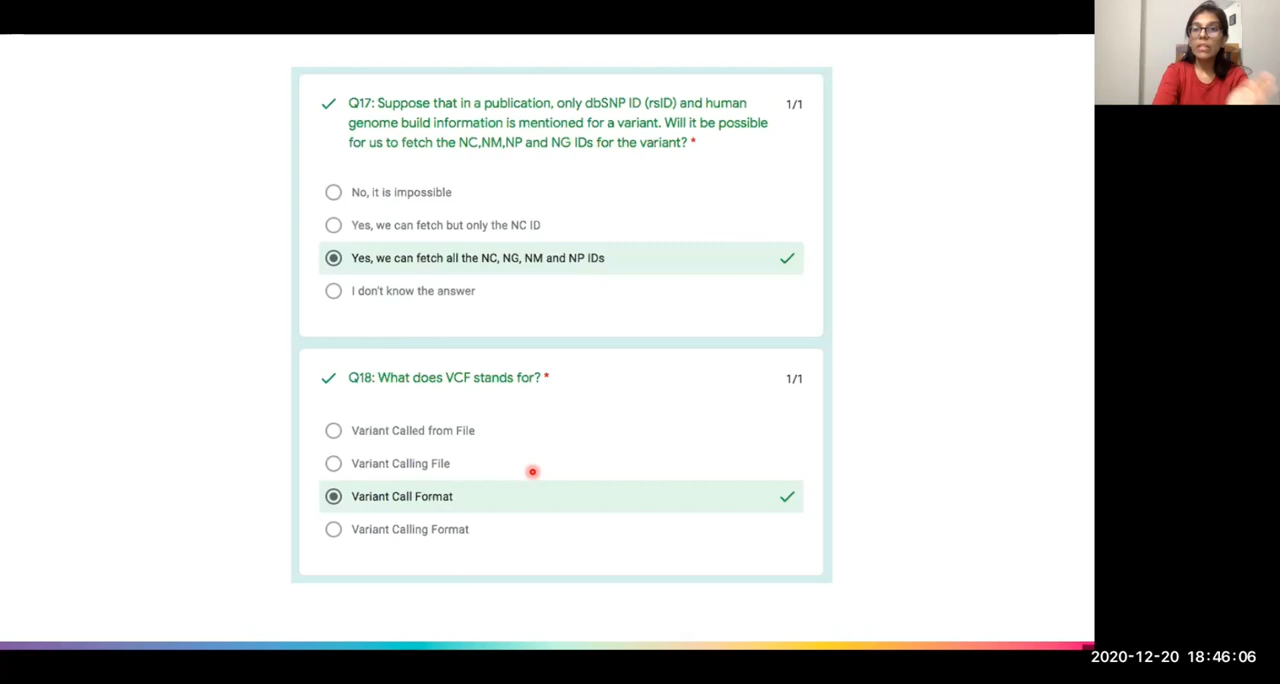 Q17: Suppose that in a publication, only dbSNP ID (rsID) and human 1/1
genome build information is mentioned for a variant. Will it be possible
for us to fetch the NC,NM,NP and NG IDs for the variant? *
No, it is impossible
Yes, we can fetch but only the NC ID
Yes, we can fetch all the NC, NG, NM and NP IDs
I don't know the answer
Q18: What does VCF stands for? * 1/1
Variant Called from File
Variant Calling File
Variant Call Format
Variant Calling Format
2020-12-20 18:46:06